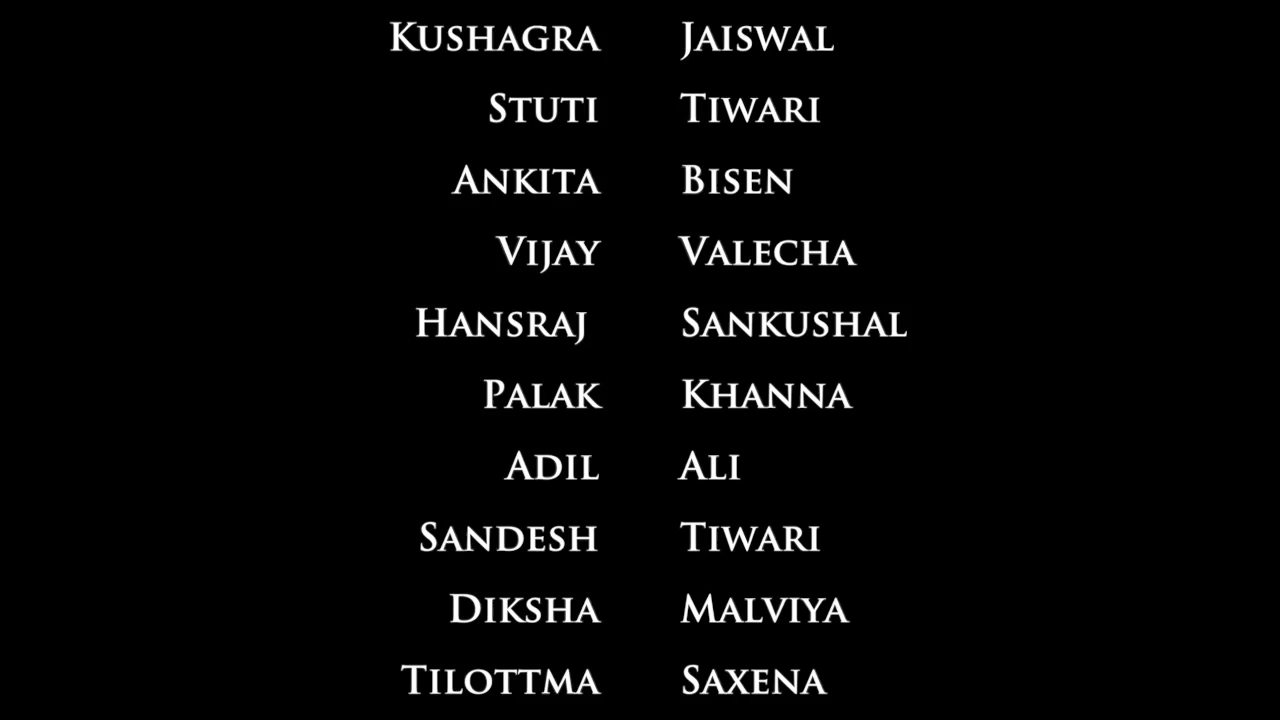 Kushagra Jaiswal
Stuti Tiwari
Ankita Bisen
Vijay Valecha
Hansraj Sankushal
Palak Khanna
Adil Ali
Sandesh Tiwari
Diksha Malviya
Tilottma Saxena